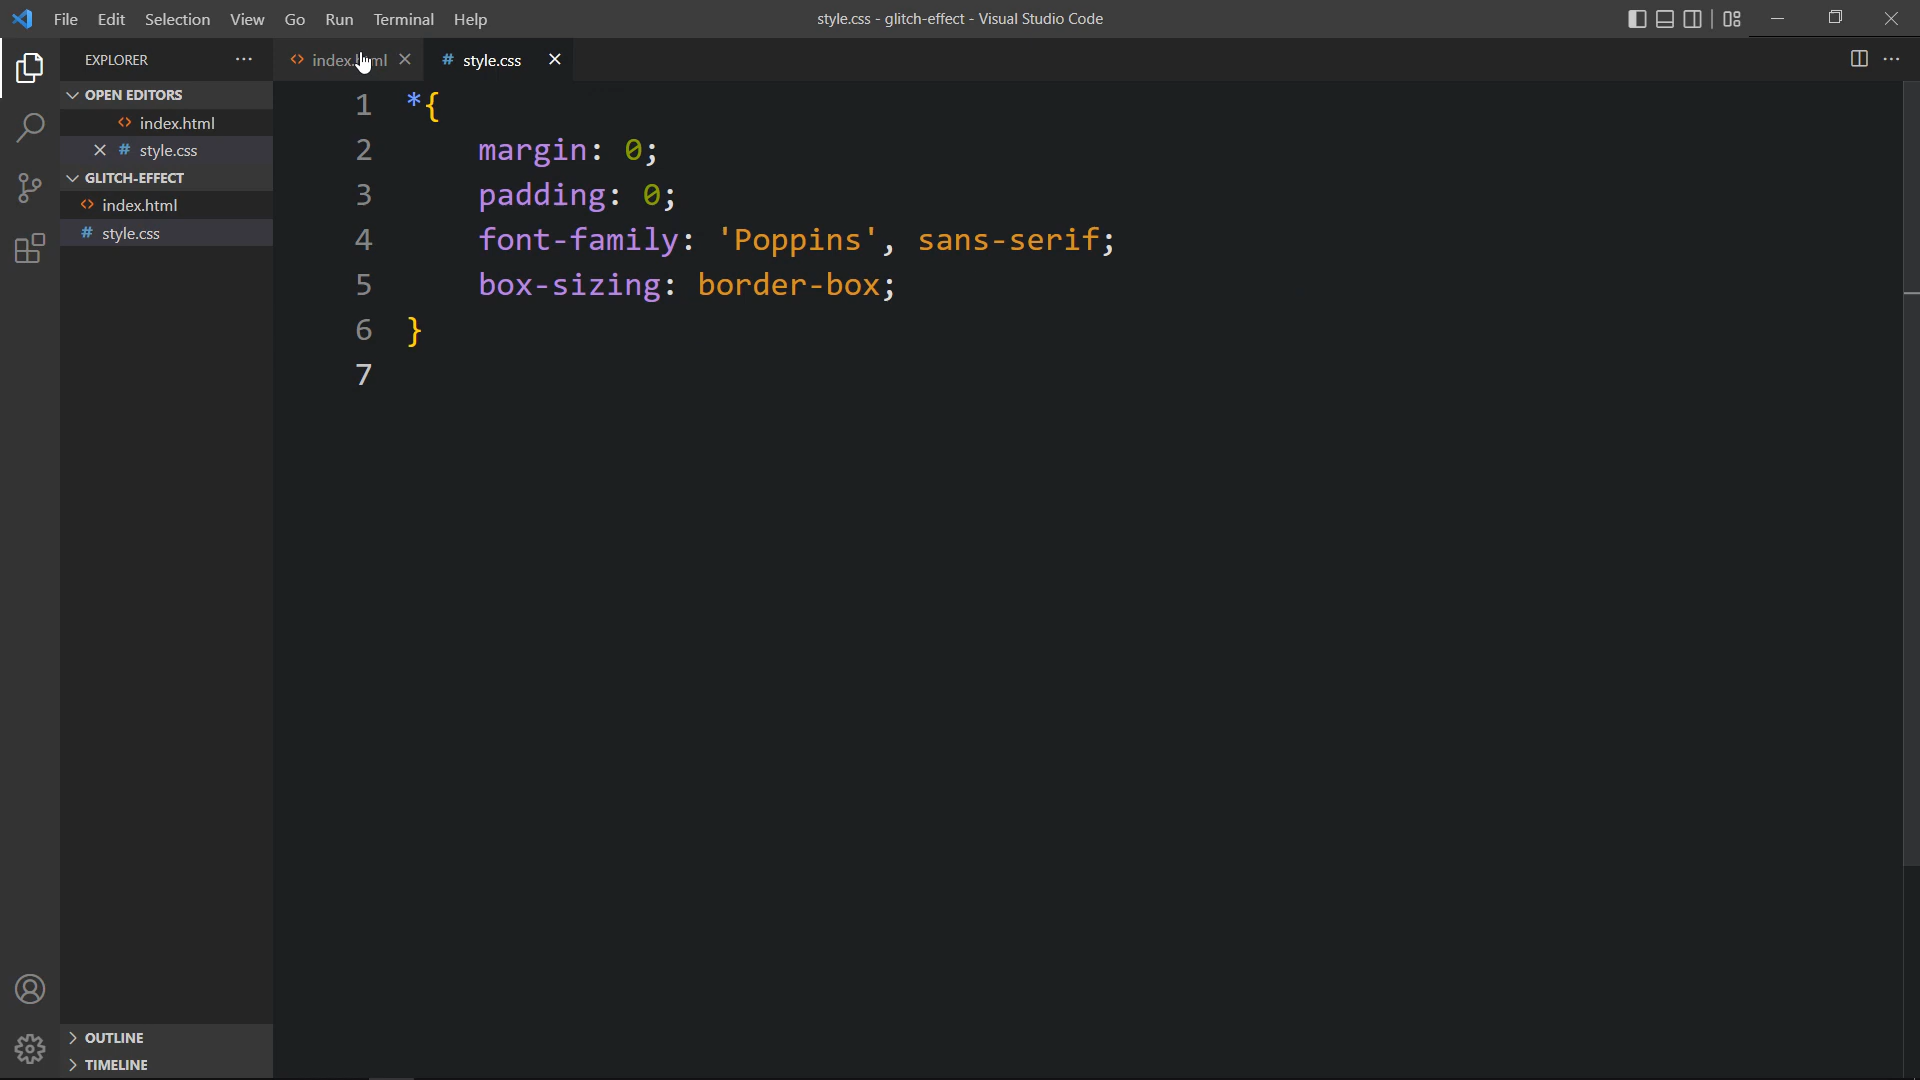 File Edit Selection View Go Run Terminal Help
style.css - glitch-effect - Visual Studio Code
EXPLORER
OPEN EDITORS
index.html
style.css
GLITCH-EFFECT
index.html
style.css
OUTLINE
TIMELINE
index.html
# style.css
1 *{
2 margin: 0;
3 padding: 0;
4 font-family: 'Poppins', sans-serif;
5 box-sizing: border-box;
6 }
7